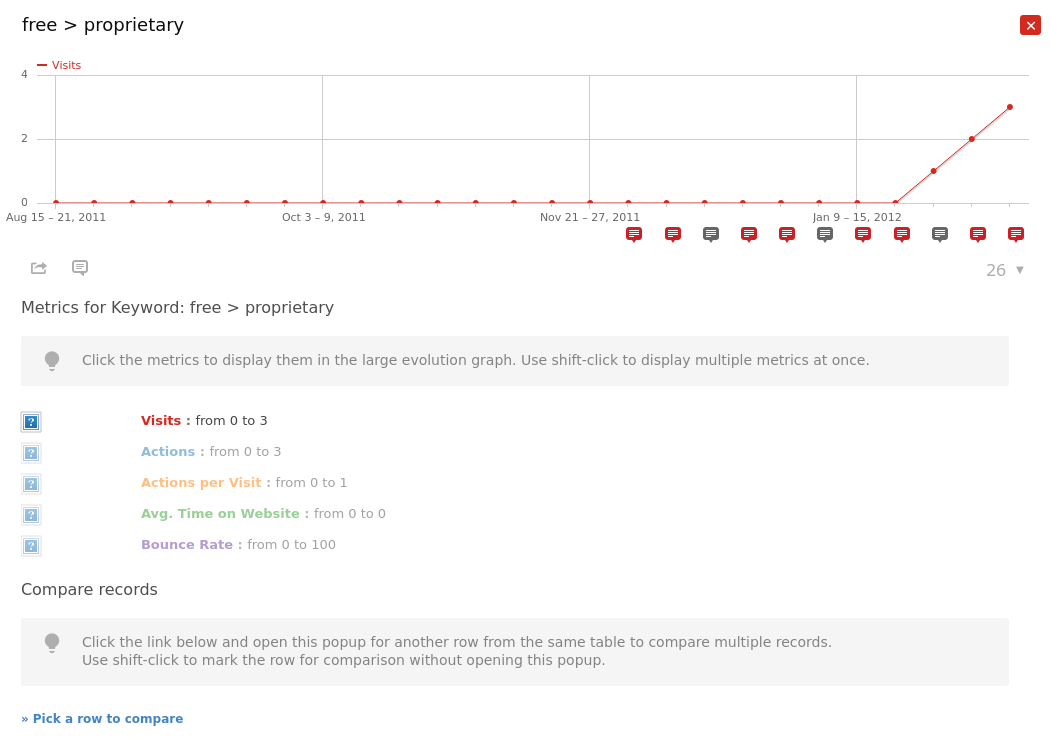 free > proprietary
Visits
4
2
0
Aug 15 – 21, 2011 Oct 3 – 9, 2011 Nov 21 – 27, 2011 Jan 9 – 15, 2012
26
Metrics for Keyword: free > proprietary
Click the metrics to display them in the large evolution graph. Use shift-click to display multiple metrics at once.
? Visits : from 0 to 3
? Actions : from 0 to 3
? Actions per Visit : from 0 to 1
? Avg. Time on Website : from 0 to 0
? Bounce Rate : from 0 to 100
Compare records
Click the link below and open this popup for another row from the same table to compare multiple records.
Use shift-click to mark the row for comparison without opening this popup.
» Pick a row to compare